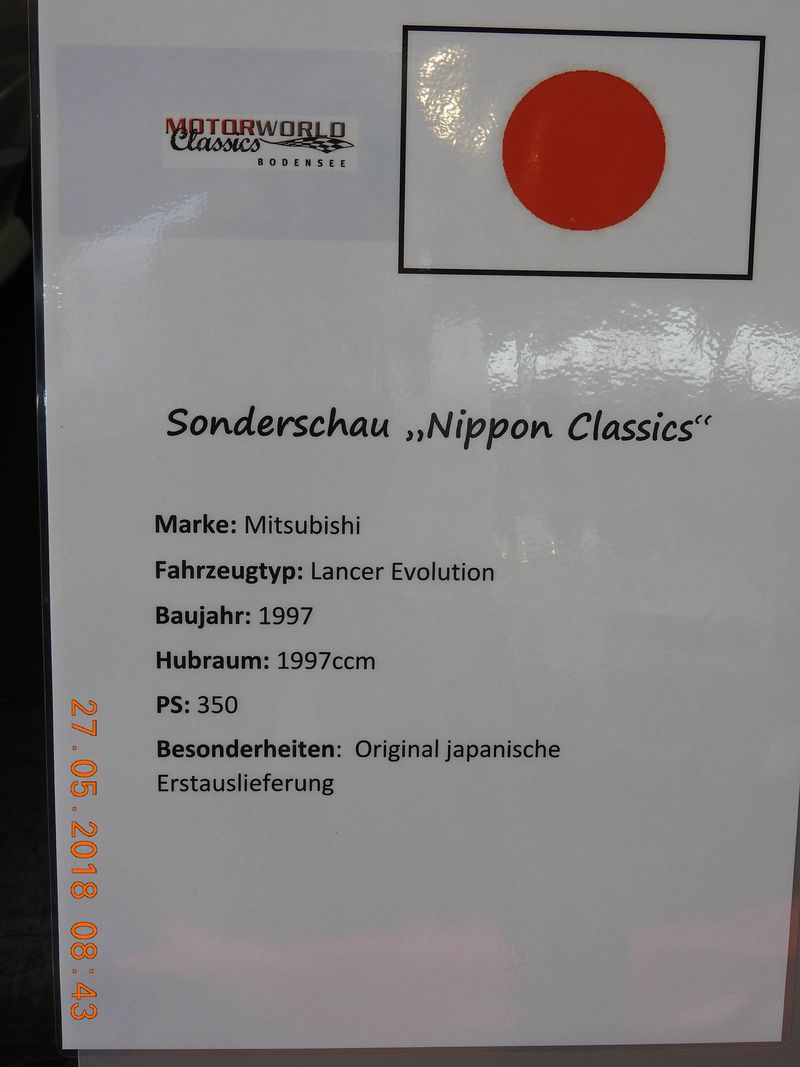 MOTORWORLD
Classics
BODENSEE
Sonderschau „Nippon Classics“
Marke: Mitsubishi
Fahrzeugtyp: Lancer Evolution
Baujahr: 1997
Hubraum: 1997ccm
PS: 350
Besonderheiten:  Original japanische
Erstauslieferung
27.05.2018 08:43